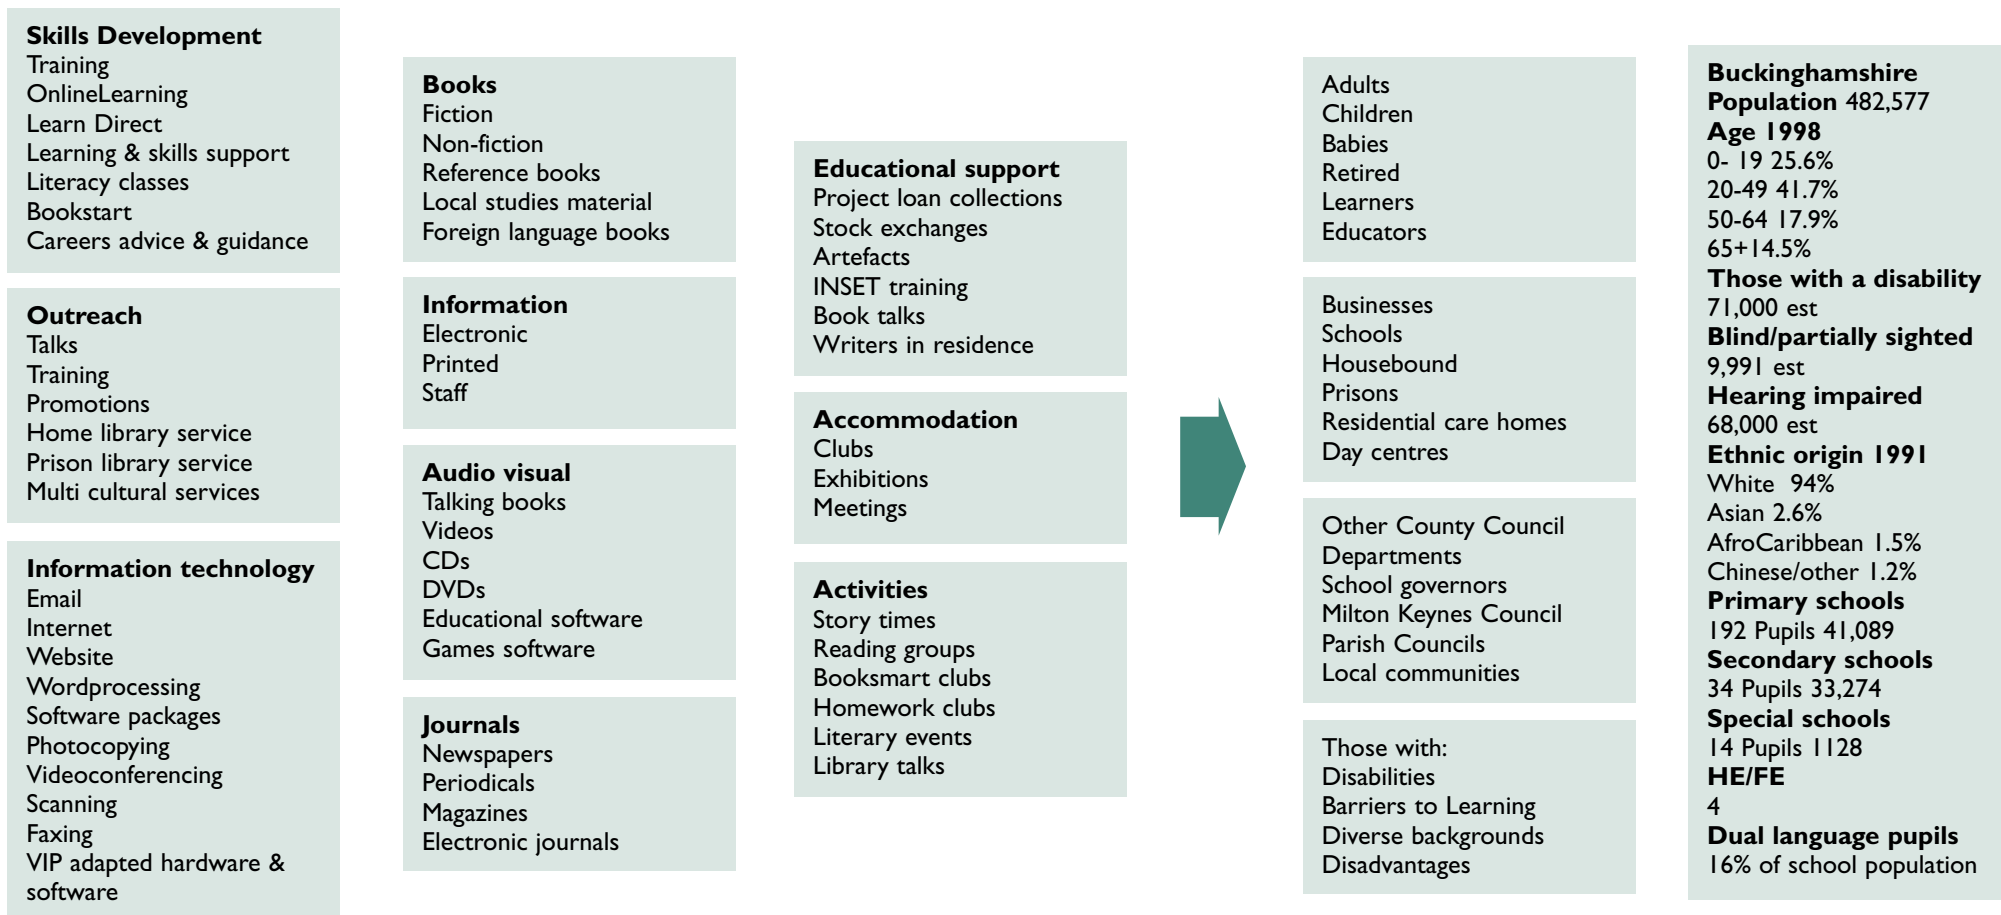 Skills Development
Training
OnlineLearning
Learn Direct
Learning & skills support
Literacy classes
Bookstart
Careers advice & guidance
Outreach
Talks
Training
Promotions
Home library service
Prison library service
Multi cultural services
Information technology
Email
Internet
Website
Wordprocessing
Software packages
Photocopying
Videoconferencing
Scanning
Faxing
VIP adapted hardware &
software
Books
Fiction
Non-fiction
Reference books
Local studies material
Foreign language books
Information
Electronic
Printed
Staff
Audio visual
Talking books
Videos
CDs
DVDs
Educational software
Games software
Journals
Newspapers
Periodicals
Magazines
Electronic journals
Educational support
Project loan collections
Stock exchanges
Artefacts
INSET training
Book talks
Writers in residence
Accommodation
Clubs
Exhibitions
Meetings
Activities
Story times
Reading groups
Booksmart clubs
Homework clubs
Literary events
Library talks
Adults
Children
Babies
Retired
Learners
Educators
Businesses
Schools
Housebound
Prisons
Residential care homes
Day centres
Other County Council
Departments
School governors
Milton Keynes Council
Parish Councils
Local communities
Those with:
Disabilities
Barriers to Learning
Diverse backgrounds
Disadvantages
Buckinghamshire
Population 482,577
Age 1998
0- 19 25.6%
20-49 41.7%
50-64 17.9%
65+14.5%
Those with a disability
71,000 est
Blind/partially sighted
9,991 est
Hearing impaired
68,000 est
Ethnic origin 1991
White 94%
Asian 2.6%
AfroCaribbean 1.5%
Chinese/other 1.2%
Primary schools
192 Pupils 41,089
Secondary schools
34 Pupils 33,274
Special schools
14 Pupils 1128
HE/FE
4
Dual language pupils
16% of school population